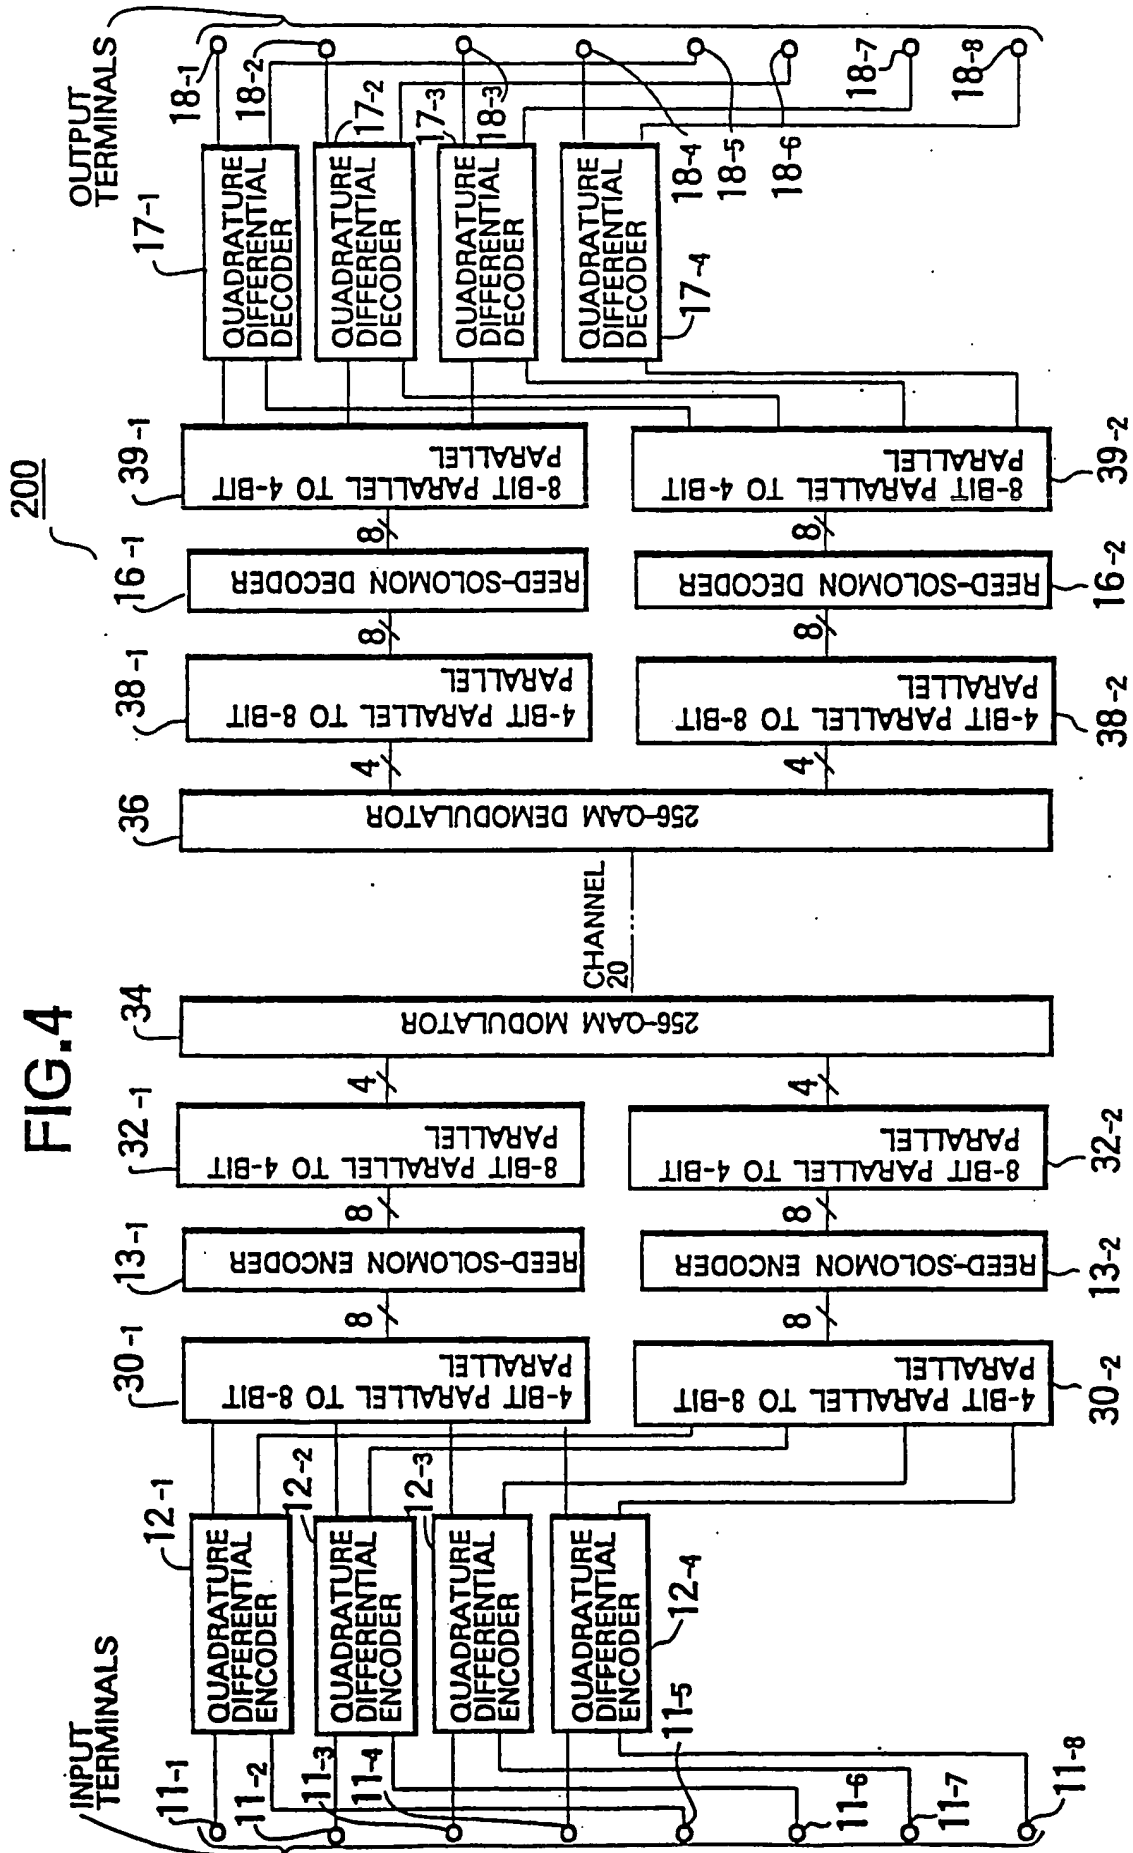 FIG.4
200
INPUT
TERMINALS
11-1
11-2
11-3
11-4
11-5
11-6
11-7
11-8
12-1
QUADRATURE
DIFFERENTIAL
ENCODER
12-2
QUADRATURE
DIFFERENTIAL
ENCODER
12-3
QUADRATURE
DIFFERENTIAL
ENCODER
QUADRATURE
DIFFERENTIAL
ENCODER
12-4
30-1
4-BIT PARALLEL TO 8-BIT
PARALLEL
4-BIT PARALLEL TO 8-BIT
PARALLEL
30-2
8
8
13-1
REED-SOLOMON ENCODER
REED-SOLOMON ENCODER
13-2
8
8
32-1
8-BIT PARALLEL TO 4-BIT
PARALLEL
8-BIT PARALLEL TO 4-BIT
PARALLEL
32-2
4
4
34
256-QAM MODULATOR
CHANNEL
20
36
256-QAM DEMODULATOR
4
4
38-1
4-BIT PARALLEL TO 8-BIT
PARALLEL
4-BIT PARALLEL TO 8-BIT
PARALLEL
38-2
8
8
16-1
REED-SOLOMON DECODER
REED-SOLOMON DECODER
16-2
8
8
39-1
8-BIT PARALLEL TO 4-BIT
PARALLEL
8-BIT PARALLEL TO 4-BIT
PARALLEL
39-2
17-1
QUADRATURE
DIFFERENTIAL
DECODER
QUADRATURE
DIFFERENTIAL
DECODER
17-2
QUADRATURE
DIFFERENTIAL
DECODER
17-3
QUADRATURE
DIFFERENTIAL
DECODER
17-4
OUTPUT
TERMINALS
18-1
18-2
18-3
18-4
18-5
18-6
18-7
18-8